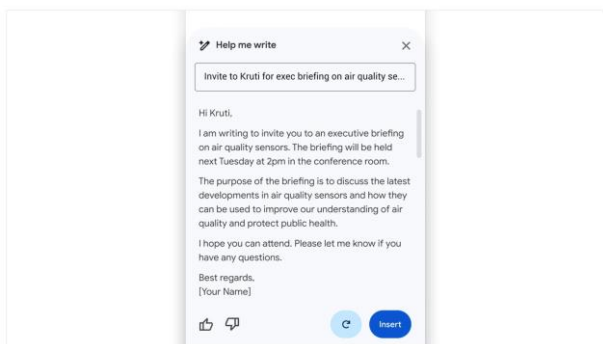 Help me write
Invite to Kruti for exec briefing on air quality se...
Hi Kruti,
I am writing to invite you to an executive briefing
on air quality sensors. The briefing will be held
next Tuesday at 2pm in the conference room.
The purpose of the briefing is to discuss the latest
developments in air quality sensors and how they
can be used to improve our understanding of air
quality and protect public health.
I hope you can attend. Please let me know if you
have any questions.
Best regards,
[Your Name]
Insert